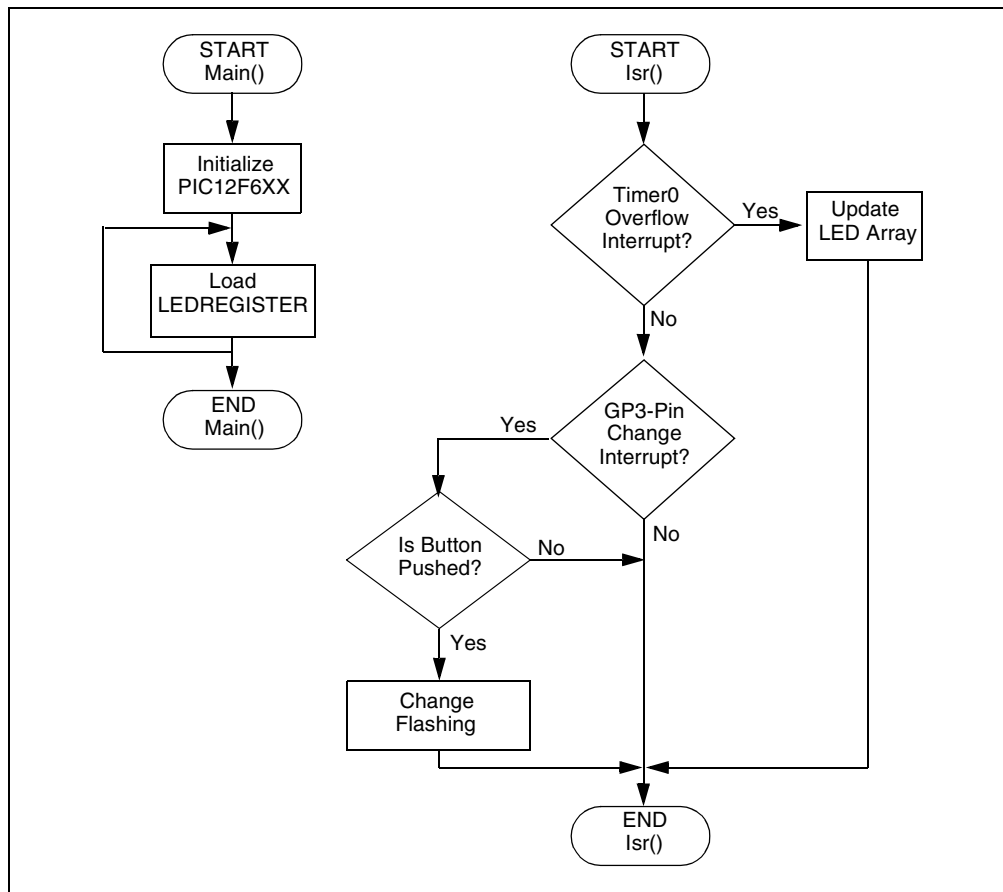 START
Main()
Initialize
PIC12F6XX
Load
LEDREGISTER
END
Main()
START
Isr()
Timer0
Overflow
Interrupt?
Yes
Update
LED Array
No
GP3-Pin
Change
Interrupt?
Yes
No
Is Button
Pushed?
No
Yes
Change
Flashing
END
Isr()